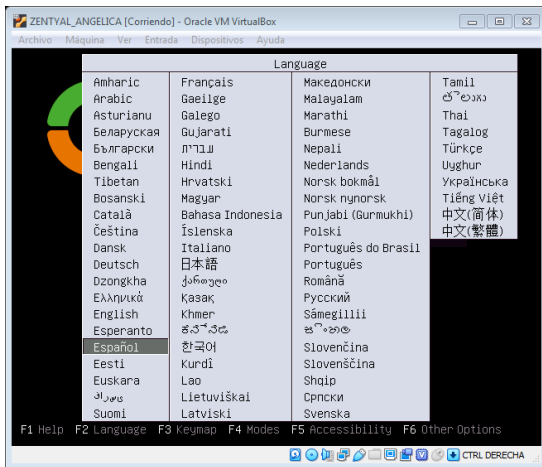 ZENTYAL_ANGELICA [Corriendo] - Oracle VM VirtualBox
Archivo Máquina Ver Entrada Dispositivos Ayuda
Language
Amharic Français Македонски Tamil
Arabic Gaeilge Malayalam తెలుగు
Asturianu Galego Marathi Thai
Беларуская Gujarati Burmese Tagalog
Български עברית Nepali Türkçe
Bengali Hindi Nederlands Uyghur
Tibetan Hrvatski Norsk bokmål Українська
Bosanski Magyar Norsk nynorsk Tiếng Việt
Català Bahasa Indonesia Punjabi (Gurmukhi) 中文(简体)
Čeština Íslenska Polski 中文(繁體)
Dansk Italiano Português do Brasil
Deutsch 日本語 Português
Dzongkha ქართული Română
Ελληνικά Қазақ Русский
English Khmer Sámegillii
Esperanto ಕನ್ನಡ සිංහල
Español 한국어 Slovenčina
Eesti Kurdî Slovenščina
Euskara Lao Shqip
فارسی Lietuviškai Српски
Suomi Latviski Svenska
F1 Help F2 Language F3 Keymap F4 Modes F5 Accessibility F6 Other Options
CTRL DERECHA